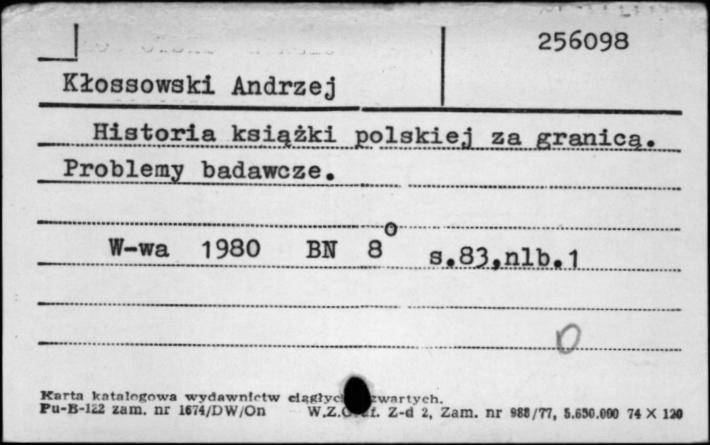 256098
Kłossowski Andrzej
Historia książki polskiej za granicą.
Problemy badawcze.
W-wa 1980 BN 8° s.83,nlb.1
0
Karta katalogowa wydawnictw ciągłych zwartych.
Pu-B-122 zam. nr 1674/DW/On W.Z.G. Z-d 2, Zam. nr 988/77, 5.650.000 74 X 120